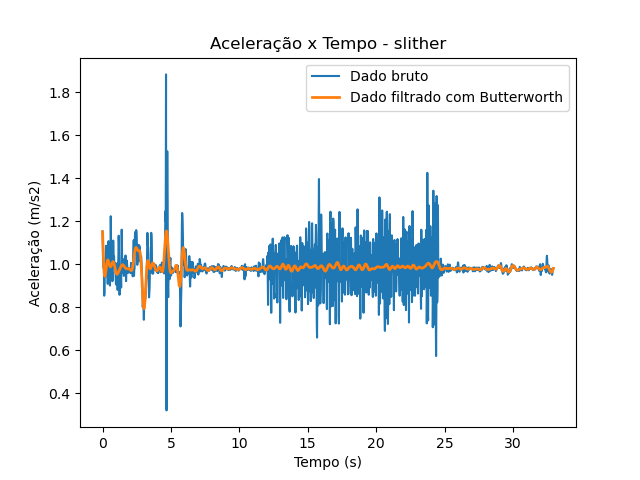 Aceleração x Tempo - slither
Dado bruto
Dado filtrado com Butterworth
Aceleração (m/s2)
1.8
1.6
1.4
1.2
1.0
0.8
0.6
0.4
0 5 10 15 20 25 30
Tempo (s)